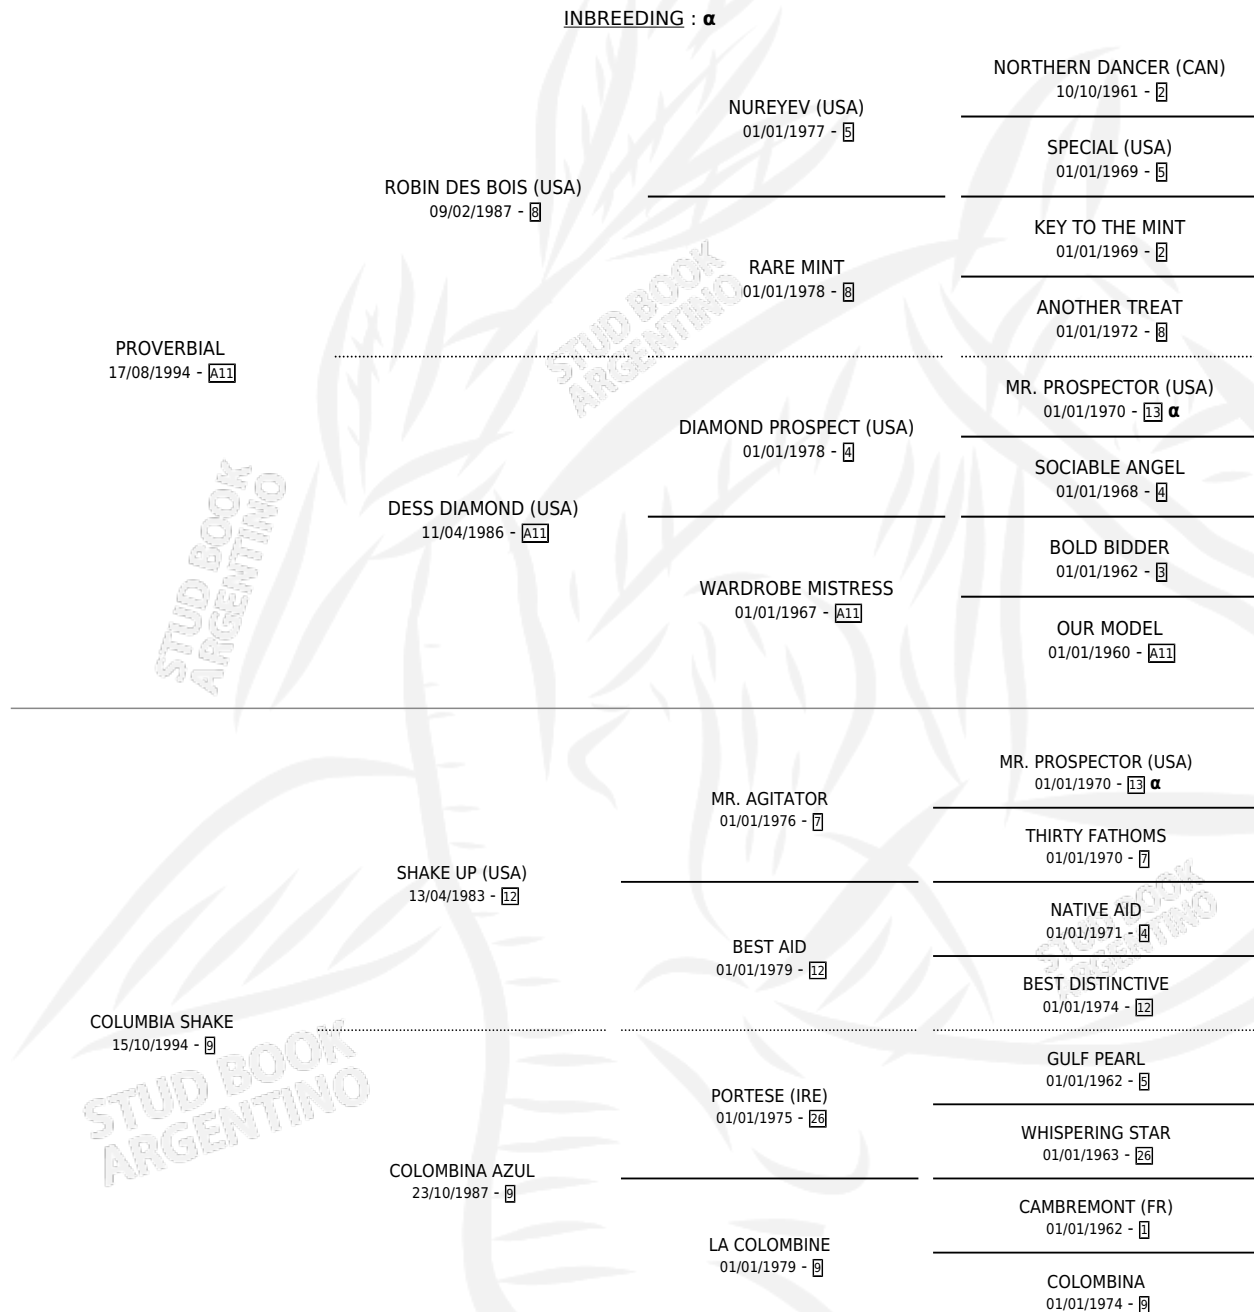 INBREEDING : α
NORTHERN DANCER (CAN)
10/10/1961 - 2
NUREYEV (USA)
01/01/1977 - 5
SPECIAL (USA)
01/01/1969 - 5
ROBIN DES BOIS (USA)
09/02/1987 - 8
KEY TO THE MINT
01/01/1969 - 2
RARE MINT
01/01/1978 - 8
ANOTHER TREAT
01/01/1972 - 8
PROVERBIAL
17/08/1994 - A11
MR. PROSPECTOR (USA)
01/01/1970 - 13 α
DIAMOND PROSPECT (USA)
01/01/1978 - 4
SOCIABLE ANGEL
01/01/1968 - 4
DESS DIAMOND (USA)
11/04/1986 - A11
BOLD BIDDER
01/01/1962 - 3
WARDROBE MISTRESS
01/01/1967 - A11
OUR MODEL
01/01/1960 - A11
MR. PROSPECTOR (USA)
01/01/1970 - 13 α
MR. AGITATOR
01/01/1976 - 7
THIRTY FATHOMS
01/01/1970 - 7
SHAKE UP (USA)
13/04/1983 - 12
NATIVE AID
01/01/1971 - 4
BEST AID
01/01/1979 - 12
BEST DISTINCTIVE
01/01/1974 - 12
COLUMBIA SHAKE
15/10/1994 - 9
GULF PEARL
01/01/1962 - 5
PORTESE (IRE)
01/01/1975 - 26
WHISPERING STAR
01/01/1963 - 26
COLOMBINA AZUL
23/10/1987 - 9
CAMBREMONT (FR)
01/01/1962 - 1
LA COLOMBINE
01/01/1979 - 9
COLOMBINA
01/01/1974 - 9
STUD BOOK
ARGENTINO
STUD BOOK
ARGENTINO
STUD BOOK
ARGENTINO
STUD BOOK
ARGENTINO